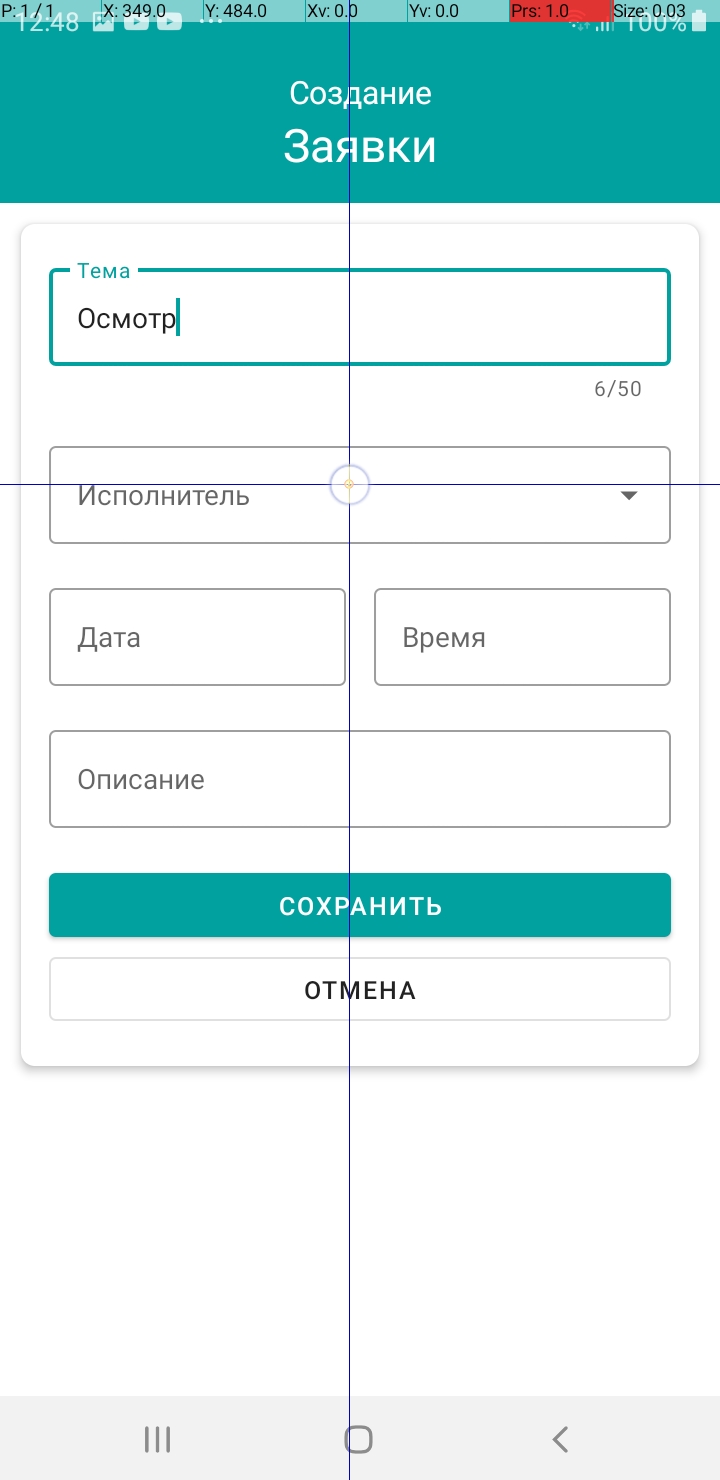 P: 1 / 1 X: 349.0 Y: 484.0 Xv: 0.0 Yv: 0.0 Prs: 1.0 Size: 0.03
12:48 100%
Создание
Заявки
Тема
Осмотр
6/50
Исполнитель
Дата Время
Описание
СОХРАНИТЬ
ОТМЕНА